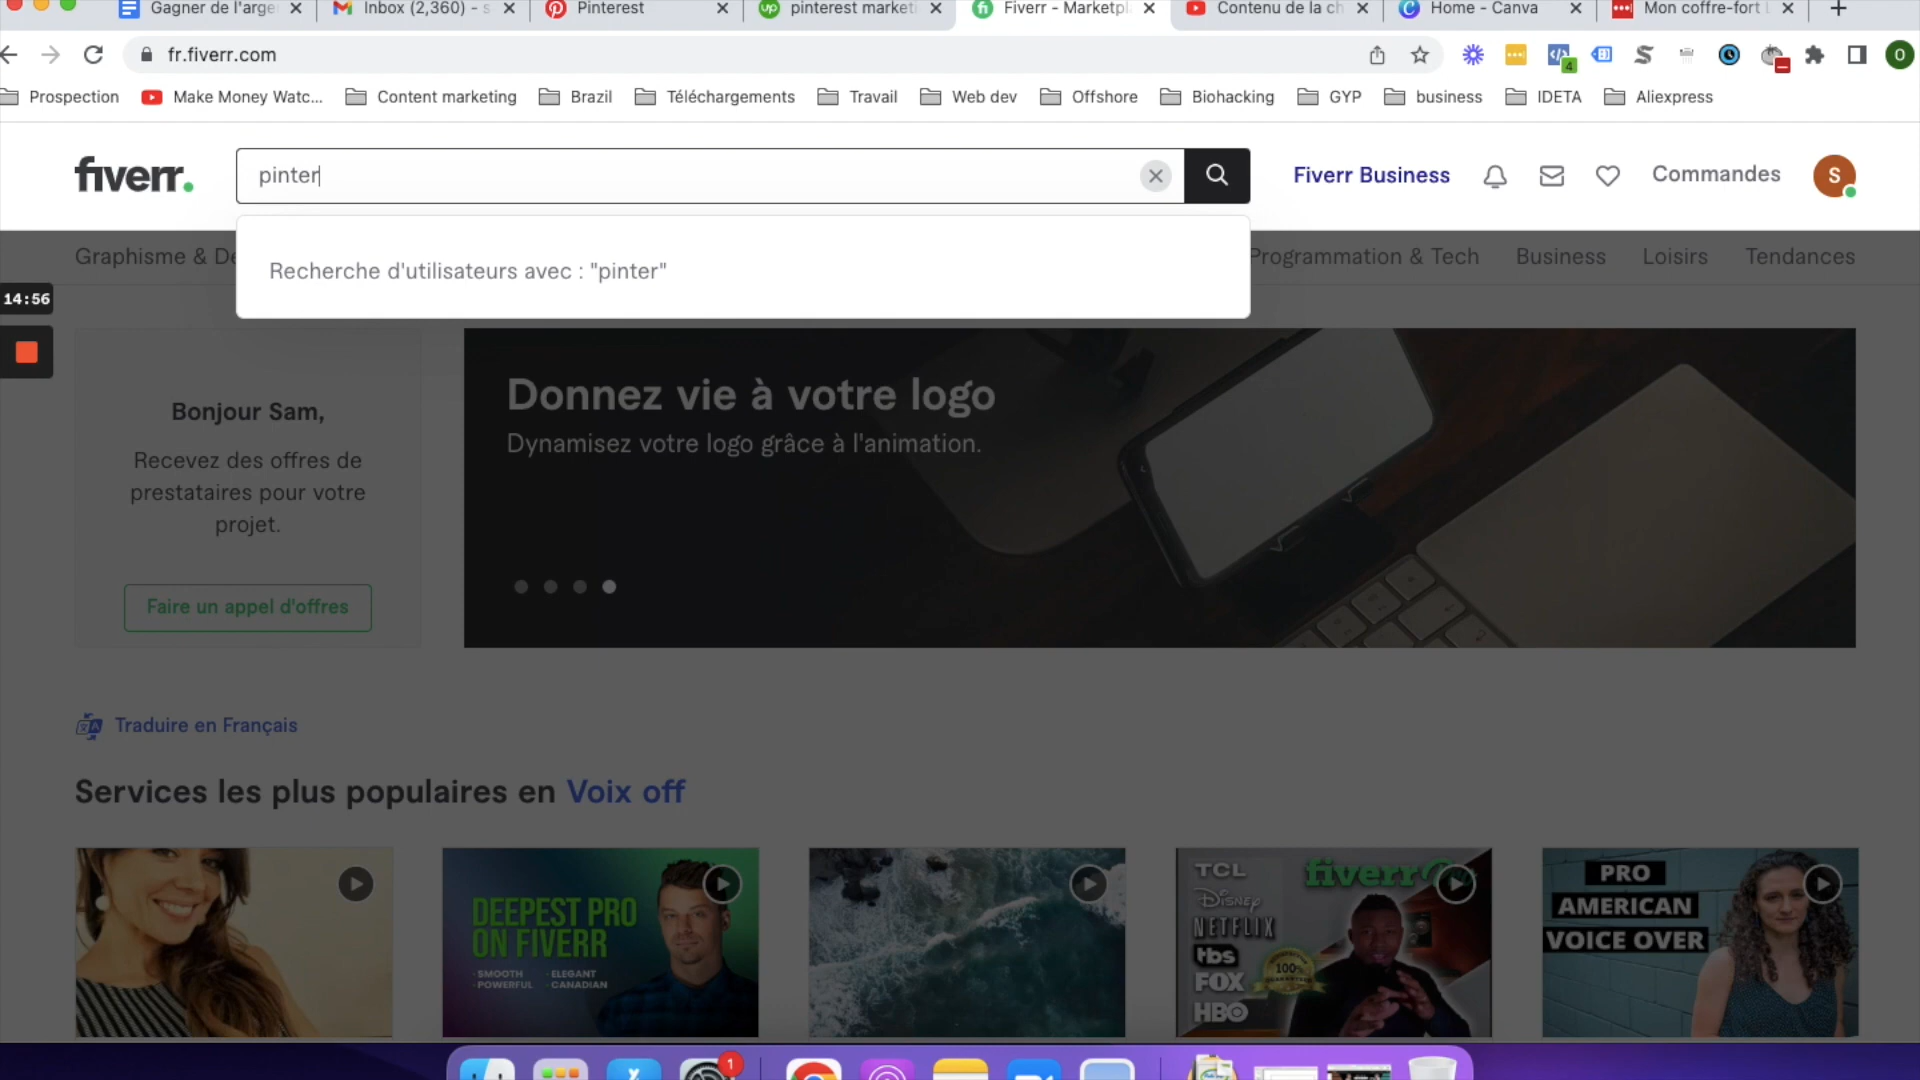 Gagner de l'arge
Inbox (2,360) - s
Pinterest
pinterest marketi
Fiverr - Marketpl
Contenu de la ch
Home - Canva
Mon coffre-fort
fr.fiverr.com
4
O
Prospection
Make Money Watc...
Content marketing
Brazil
Téléchargements
Travail
Web dev
Offshore
Biohacking
GYP
business
IDETA
Aliexpress
fiverr.
pinter
Fiverr Business
Commandes
S
Graphisme & De
Programmation & Tech
Business
Loisirs
Tendances
Recherche d'utilisateurs avec : "pinter"
14:56
Bonjour Sam,
Recevez des offres de
prestataires pour votre
projet.
Faire un appel d'offres
Donnez vie à votre logo
Dynamisez votre logo grâce à l'animation.
Traduire en Français
Services les plus populaires en Voix off
DEEPEST PRO
ON FIVERR
· SMOOTH · ELEGANT
· POWERFUL · CANADIAN
TCL
Disney
NETFLIX
tbs
FOX
HBO
fiverr
100%
PRO
AMERICAN
VOICE OVER
1